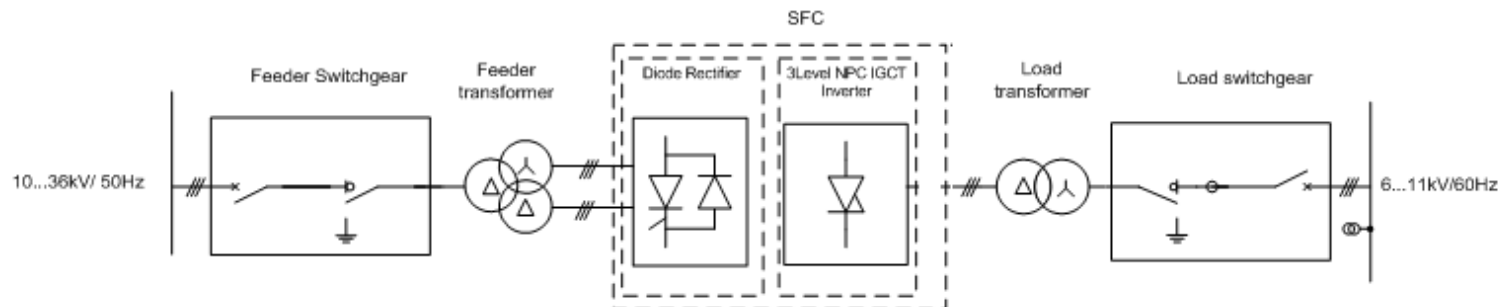 SFC
Feeder Switchgear
Feeder
transformer
Diode Rectifier
3Level NPC IGCT
Inverter
Load
transformer
Load switchgear
10...36kV/ 50Hz
6...11kV/60Hz